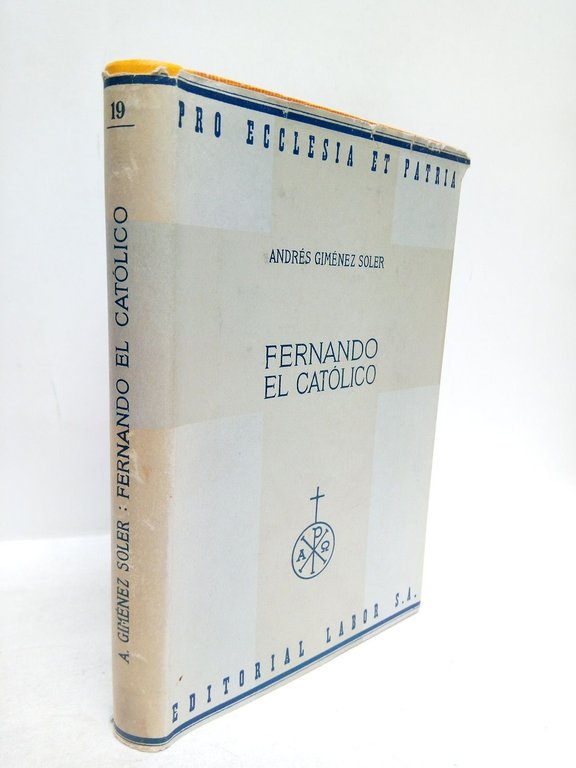 19
A. GIMÉNEZ SOLER : FERNANDO EL CATÓLICO
PRO ECCLESIA ET PATRIA
ANDRÉS GIMÉNEZ SOLER
FERNANDO
EL CATÓLICO
A Ω
EDITORIAL LABOR S.A.